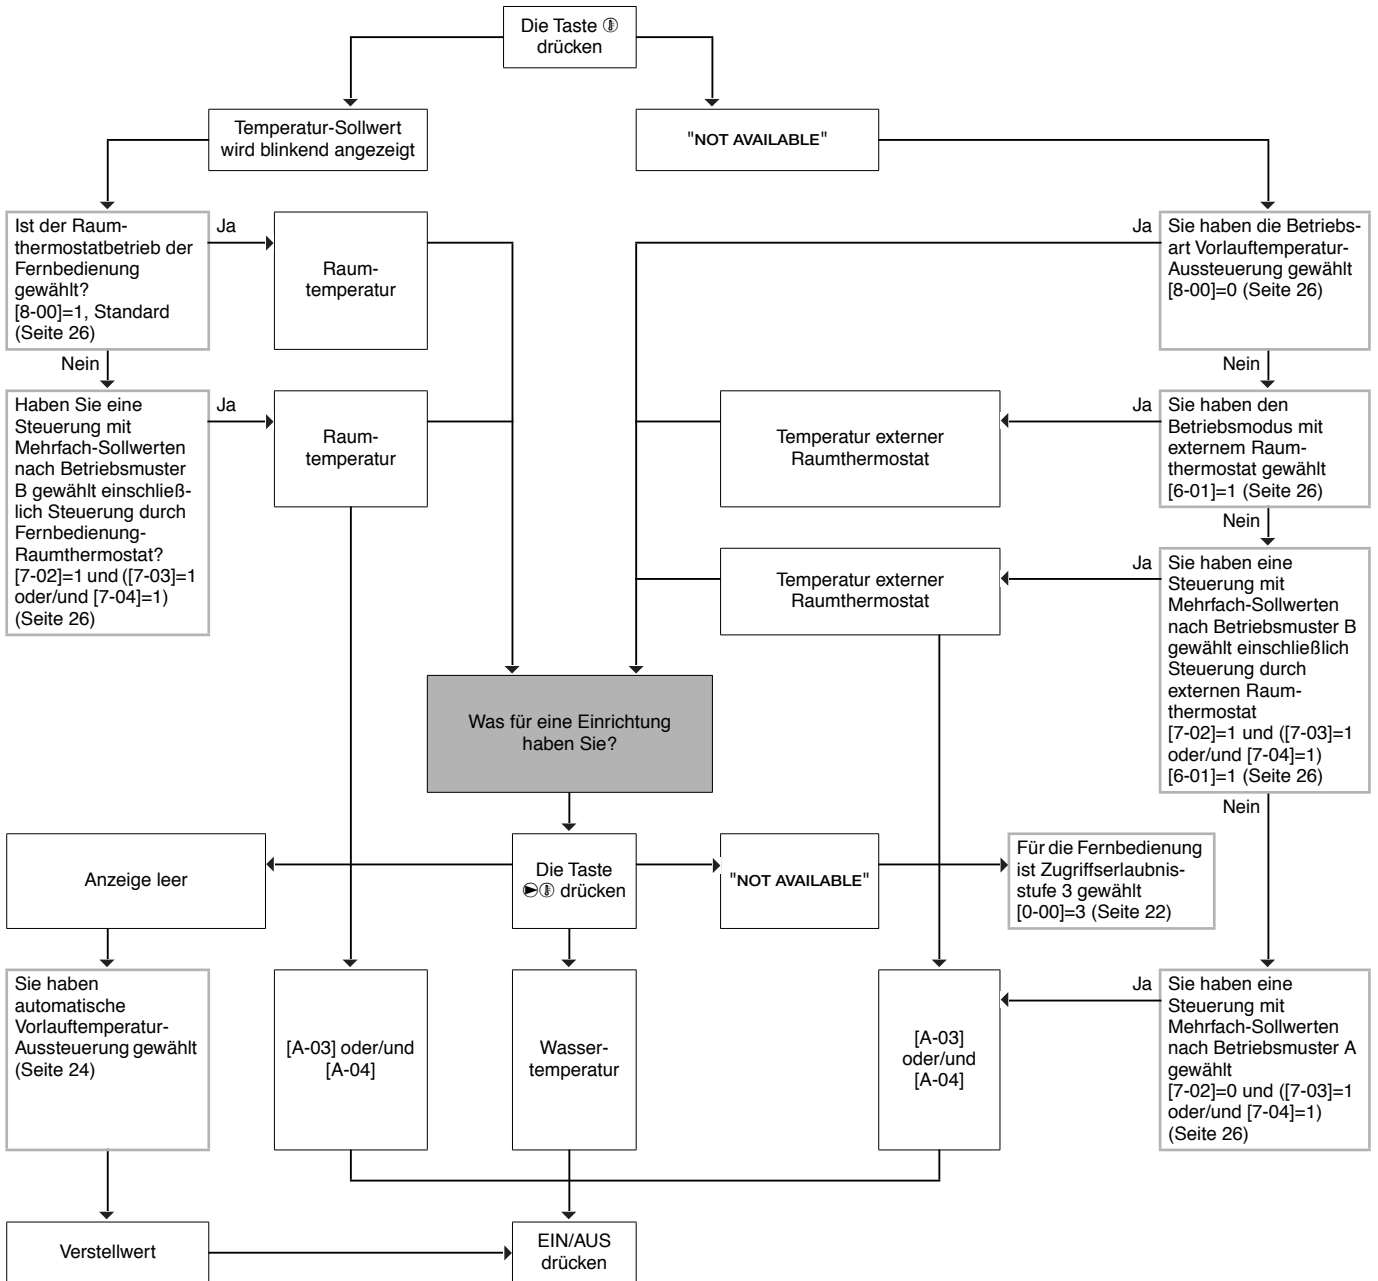 Die Taste 🌡
drücken
Temperatur-Sollwert
wird blinkend angezeigt
"NOT AVAILABLE"
Ist der Raum-
thermostatbetrieb der
Fernbedienung
gewählt?
[8-00]=1, Standard
(Seite 26)
Ja
Raum-
temperatur
Ja
Sie haben die Betriebs-
art Vorlauftemperatur-
Aussteuerung gewählt
[8-00]=0 (Seite 26)
Nein
Nein
Haben Sie eine
Steuerung mit
Mehrfach-Sollwerten
nach Betriebsmuster
B gewählt einschließ-
lich Steuerung durch
Fernbedienung-
Raumthermostat?
[7-02]=1 und ([7-03]=1
oder/und [7-04]=1)
(Seite 26)
Ja
Raum-
temperatur
Temperatur externer
Raumthermostat
Ja
Sie haben den
Betriebsmodus mit
externem Raum-
thermostat gewählt
[6-01]=1 (Seite 26)
Nein
Temperatur externer
Raumthermostat
Ja
Sie haben eine
Steuerung mit
Mehrfach-Sollwerten
nach Betriebsmuster B
gewählt einschließlich
Steuerung durch
externen Raum-
thermostat
[7-02]=1 und ([7-03]=1
oder/und [7-04]=1)
[6-01]=1 (Seite 26)
Was für eine Einrichtung
haben Sie?
Nein
Anzeige leer
Die Taste
▶🌡 drücken
"NOT AVAILABLE"
Für die Fernbedienung
ist Zugriffserlaubnis-
stufe 3 gewählt
[0-00]=3 (Seite 22)
Sie haben
automatische
Vorlauftemperatur-
Aussteuerung gewählt
(Seite 24)
[A-03] oder/und
[A-04]
Wasser-
temperatur
[A-03]
oder/und
[A-04]
Ja
Sie haben eine
Steuerung mit
Mehrfach-Sollwerten
nach Betriebsmuster A
gewählt
[7-02]=0 und ([7-03]=1
oder/und [7-04]=1)
(Seite 26)
Verstellwert
EIN/AUS
drücken